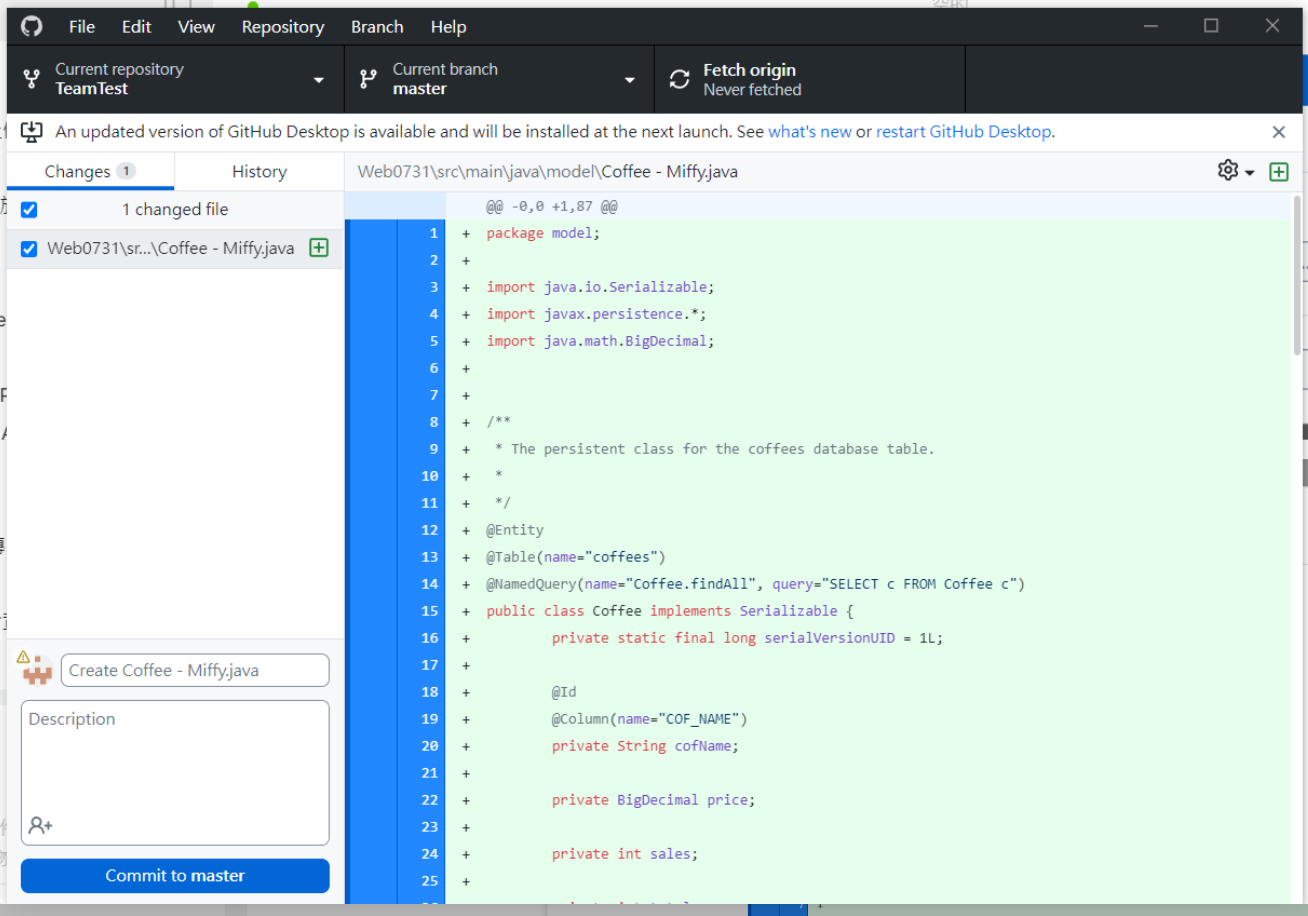 File Edit View Repository Branch Help
Current repository
TeamTest
Current branch
master
Fetch origin
Never fetched
An updated version of GitHub Desktop is available and will be installed at the next launch. See what's new or restart GitHub Desktop.
Changes 1 History
Web0731\src\main\java\model\Coffee - Miffy.java
1 changed file
Web0731\sr...\Coffee - Miffy.java
@@ -0,0 +1,87 @@
1 + package model;
2 +
3 + import java.io.Serializable;
4 + import javax.persistence.*;
5 + import java.math.BigDecimal;
6 +
7 +
8 + /**
9 + * The persistent class for the coffees database table.
10 + *
11 + */
12 + @Entity
13 + @Table(name="coffees")
14 + @NamedQuery(name="Coffee.findAll", query="SELECT c FROM Coffee c")
15 + public class Coffee implements Serializable {
16 + private static final long serialVersionUID = 1L;
17 +
18 + @Id
19 + @Column(name="COF_NAME")
20 + private String cofName;
21 +
22 + private BigDecimal price;
23 +
24 + private int sales;
25 +
Create Coffee - Miffy.java
Description
Commit to master